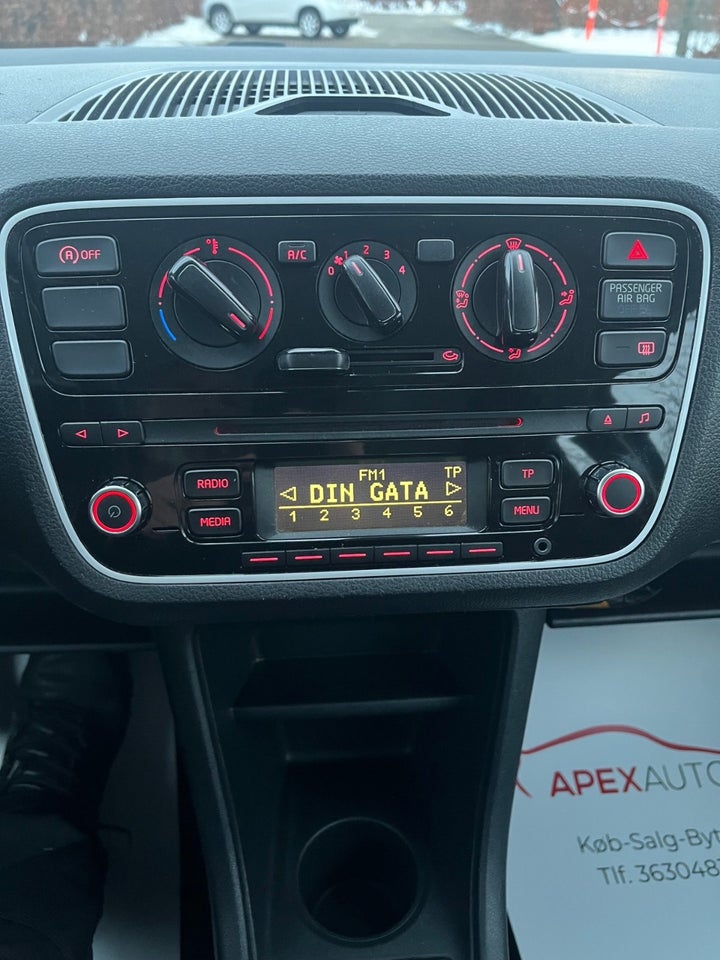 A OFF
A/C
0 1 2 3 4
PASSENGER
AIR BAG
RADIO
MEDIA
FM1 TP
DIN GATA
1 2 3 4 5 6
TP
MENU
APEXAUTO
Køb-Salg-Byt
Tlf. 363048